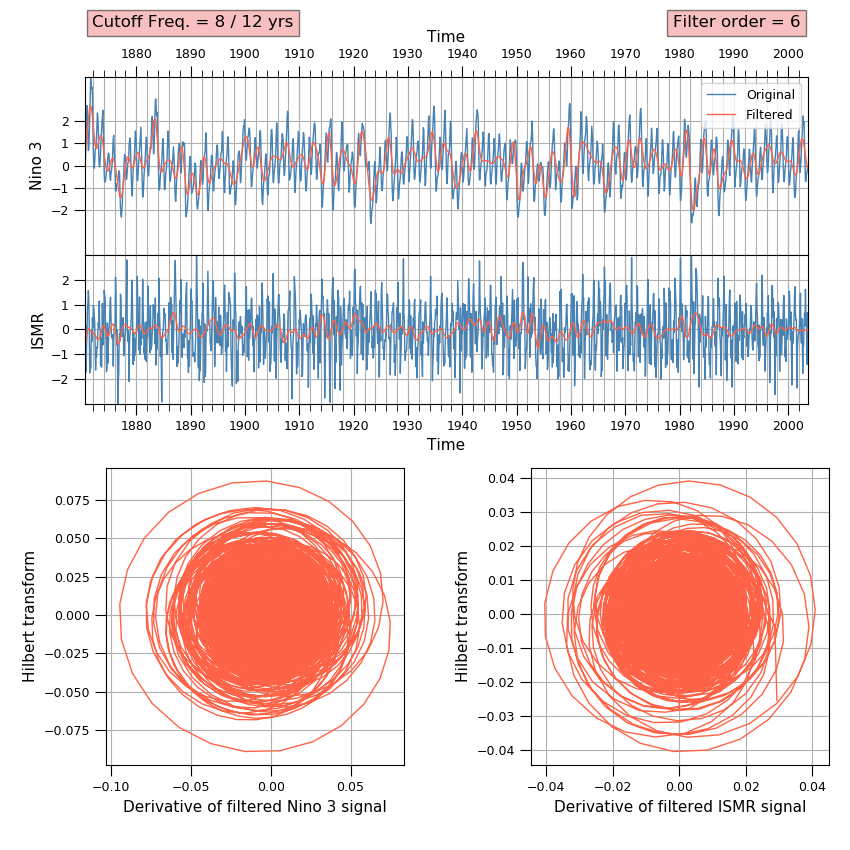 Cutoff Freq. = 8 / 12 yrs Filter order = 6
Time
1880 1890 1900 1910 1920 1930 1940 1950 1960 1970 1980 1990 2000
Original
Filtered
Nino 3
2
1
0
−1
−2
ISMR
2
1
0
−1
−2
1880 1890 1900 1910 1920 1930 1940 1950 1960 1970 1980 1990 2000
Time
Hilbert transform
0.075
0.050
0.025
0.000
−0.025
−0.050
−0.075
−0.10 −0.05 0.00 0.05
Derivative of filtered Nino 3 signal
Hilbert transform
0.04
0.03
0.02
0.01
0.00
−0.01
−0.02
−0.03
−0.04
−0.04 −0.02 0.00 0.02 0.04
Derivative of filtered ISMR signal